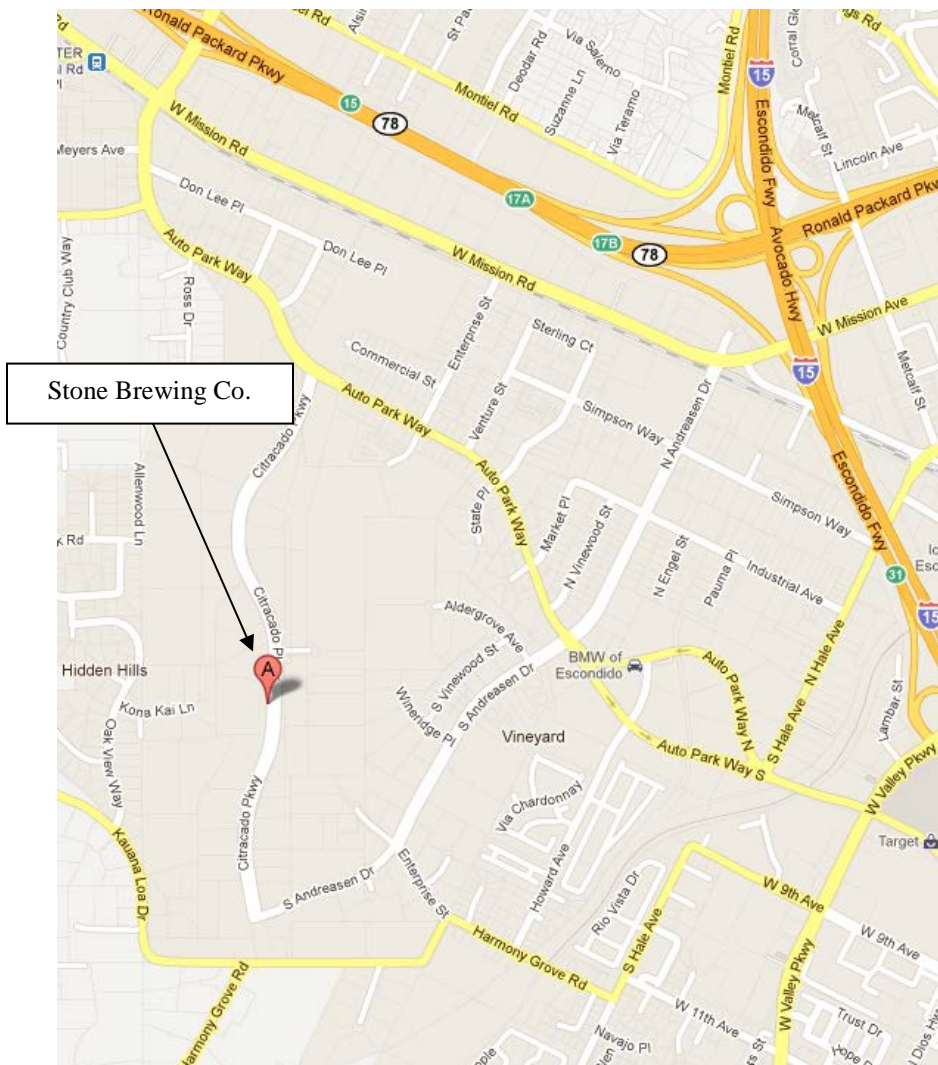 Ronald Packard Pkwy
15
78
Montiel Rd
Deodar Rd
Suzanne Ln
Via Salerno
Via Teramo
Montiel Rd
15
Escondido Fwy
Metcalf St
Lincoln Ave
W Mission Rd
Meyers Ave
Don Lee Pl
Don Lee Pl
17A
17B
78
Ronald Packard Pkwy
Avocado Hwy
W Mission Rd
W Mission Ave
Country Club Way
Ross Dr
Auto Park Way
Enterprise St
Sterling Ct
Commercial St
15
Metcalf St
Stone Brewing Co.
Citracado Pkwy
Auto Park Way
Venture St
Simpson Way
N Andreasen Dr
Escondido Fwy
Allenwood Ln
State Pl
Auto Park Way
Market Pl
N Vinewood St
Simpson Way
N Engel St
Pauma Pl
Industrial Ave
31
15
Citracado Pl
Aldergrove Ave
S Vinewood St
Wineridge Pl
S Andreasen Dr
BMW of
Escondido
Auto Park Way N
N Hale Ave
S Hale Ave
Lambar St
Hidden Hills
A
Kona Kai Ln
Oak View Way
Vineyard
Auto Park Way S
W Valley Pkwy
Via Chardonnay
Target
Citracado Pkwy
Kauana Loa Dr
S Andreasen Dr
Enterprise St
Howard Ave
Rio Vista Dr
S Hale Ave
W 9th Ave
W 9th Ave
Harmony Grove Rd
Harmony Grove Rd
W 11th Ave
W Valley Pkwy
Trust Dr
Navajo Pl